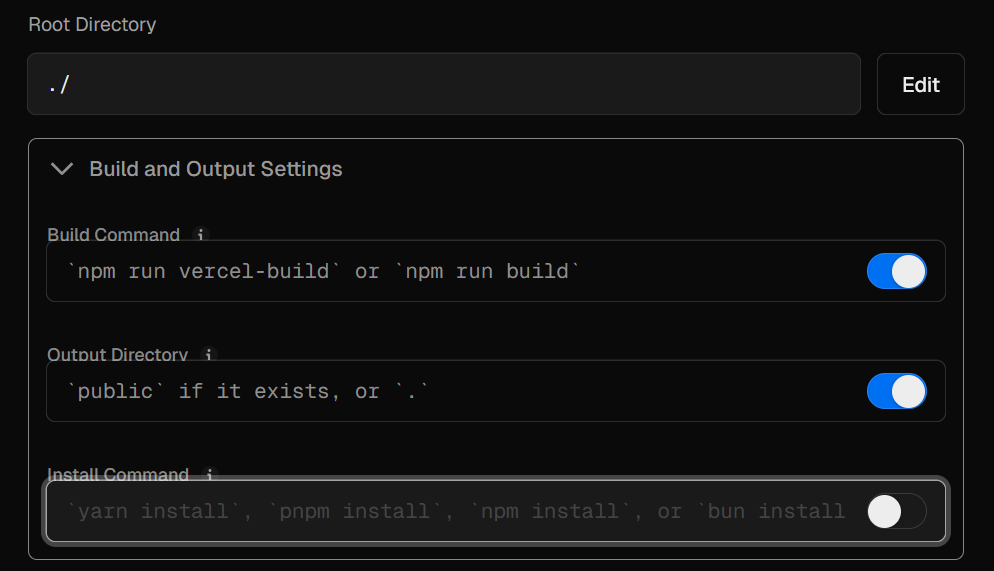 Root Directory
./
Edit
Build and Output Settings
Build Command
`npm run vercel-build` or `npm run build`
Output Directory
`public` if it exists, or `.`
Install Command
`yarn install`, `pnpm install`, `npm install`, or `bun install